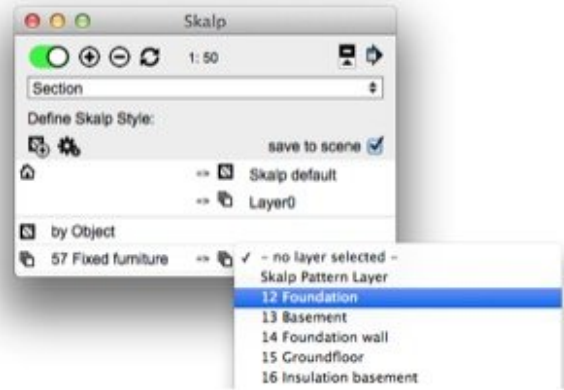 Skalp
1: 50
Section
Define Skalp Style:
save to scene
Skalp default
Layer0
by Object
57 Fixed furniture
- no layer selected -
Skalp Pattern Layer
12 Foundation
13 Basement
14 Foundation wall
15 Groundfloor
16 Insulation basement